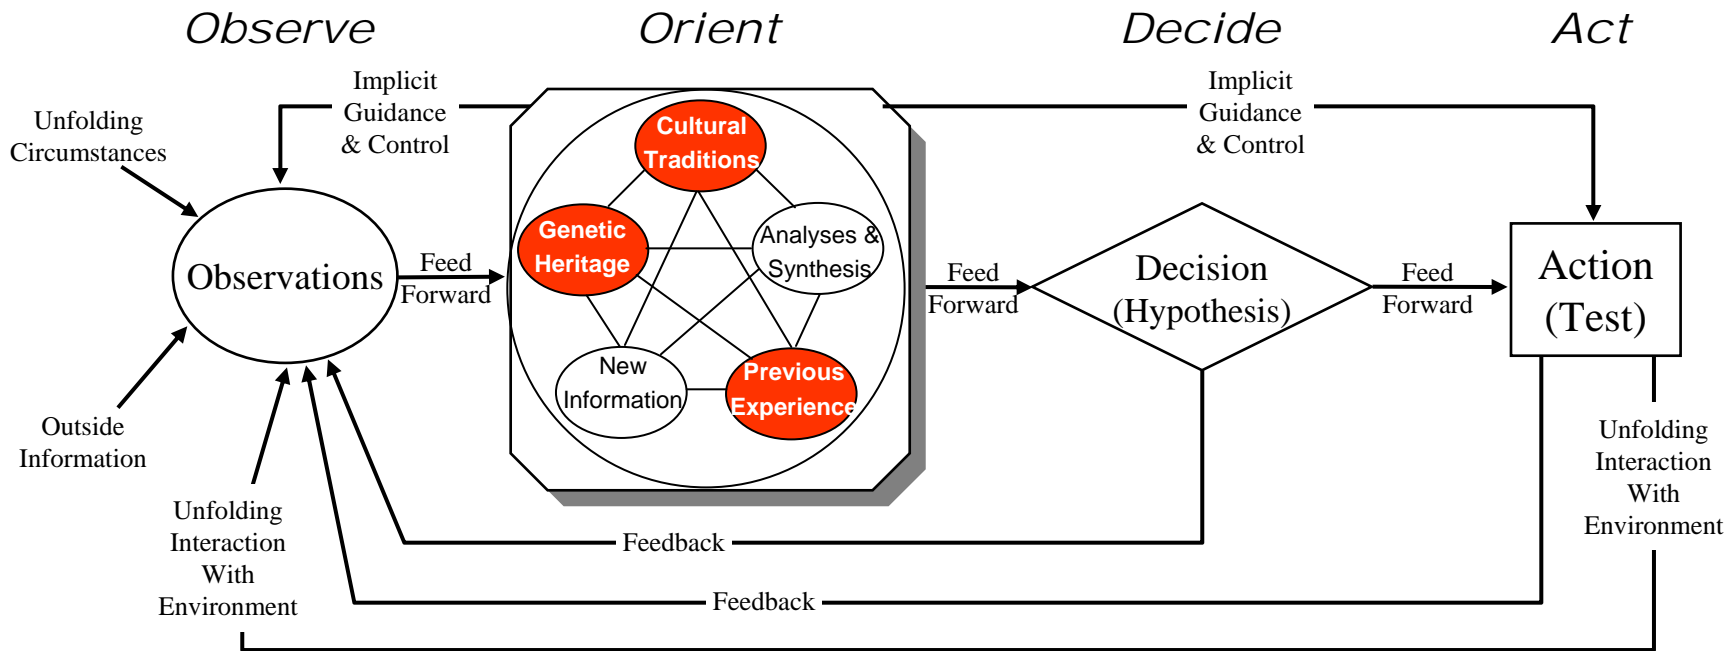 Observe
Orient
Decide
Act
Implicit
Guidance
& Control
Implicit
Guidance
& Control
Unfolding
Circumstances
Cultural
Traditions
Genetic
Heritage
Analyses &
Synthesis
Observations
Feed
Forward
Feed
Forward
Decision
(Hypothesis)
Feed
Forward
Action
(Test)
New
Information
Previous
Experience
Outside
Information
Unfolding
Interaction
With
Environment
Unfolding
Interaction
With
Environment
Feedback
Feedback